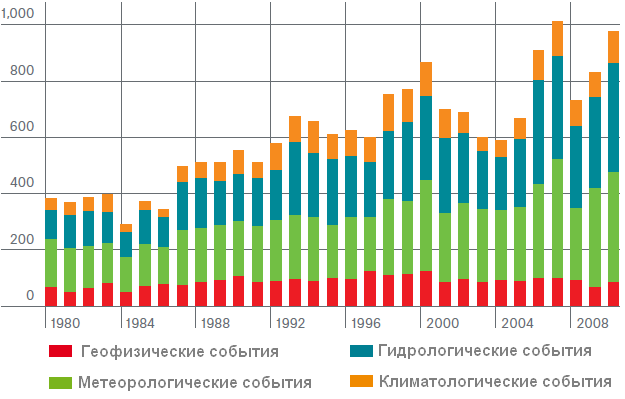 1,000
800
600
400
200
0
1980 1984 1988 1992 1996 2000 2004 2008
Геофизические события Гидрологические события
Метеорологические события Климатологические события